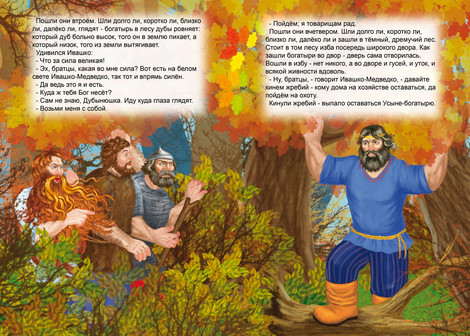 Пошли они втроём. Шли долго ли, коротко ли, близко
ли, далёко ли, глядят - богатырь в лесу дубы ровняет:
который дуб больно высок, того он в землю пихает, а
который низок, того из земли вытягивает.
Удивился Ивашко:
- Что за сила великая!
- Эх, братцы, какая во мне сила? Вот есть на белом
свете Ивашко-Медведко, так тот и впрямь силён.
- Да ведь это я и есть.
- Куда ж тебя Бог несёт?
- Сам не знаю, Дубынюшка. Иду куда глаза глядят.
- Возьми меня с собой.
- Пойдём; я товарищам рад.
Пошли они вчетвером. Шли долго ли, коротко ли,
близко ли, далёко ли и зашли в тёмный, дремучий лес.
Стоит в том лесу изба посередь широкого двора. Как
зашли богатыри во двор - дверь сама отворилась.
Вошли в избу - нет никого, а во дворе и гусей, и уток, и
всякой живности вдоволь.
- Ну, братцы, - говорит Ивашко-Медведко, - давайте
кинем жребий - кому дома на хозяйстве оставаться, да
пойдём на охоту.
Кинули жребий - выпало оставаться Усыне-богатырю.